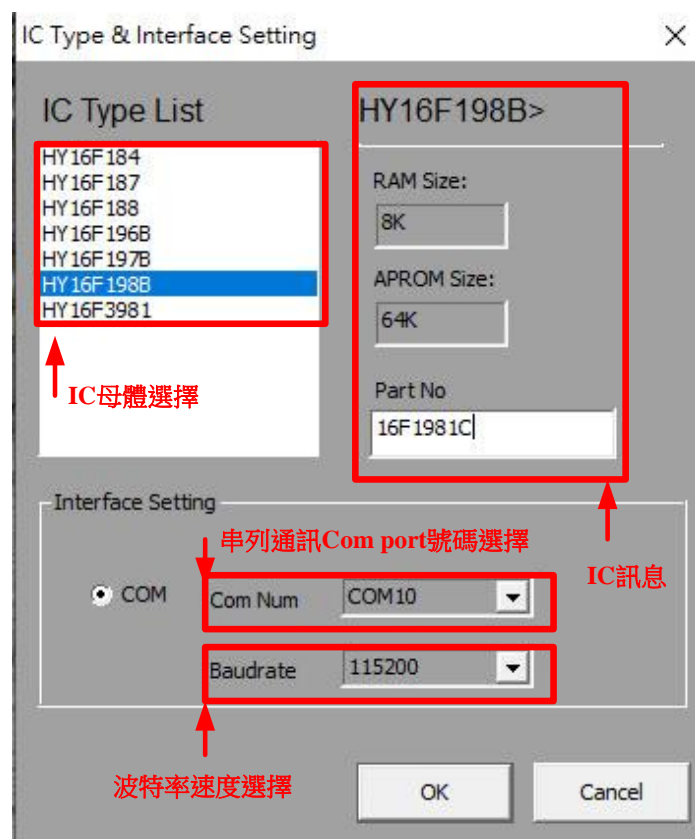 IC Type & Interface Setting
IC Type List
HY16F184
HY16F187
HY16F188
HY16F196B
HY16F197B
HY16F198B
HY16F3981
IC母體選擇
HY16F198B>
RAM Size:
8K
APROM Size:
64K
Part No
16F1981C
IC訊息
Interface Setting
串列通訊Com port號碼選擇
COM
Com Num
COM10
Baudrate
115200
波特率速度選擇
OK
Cancel